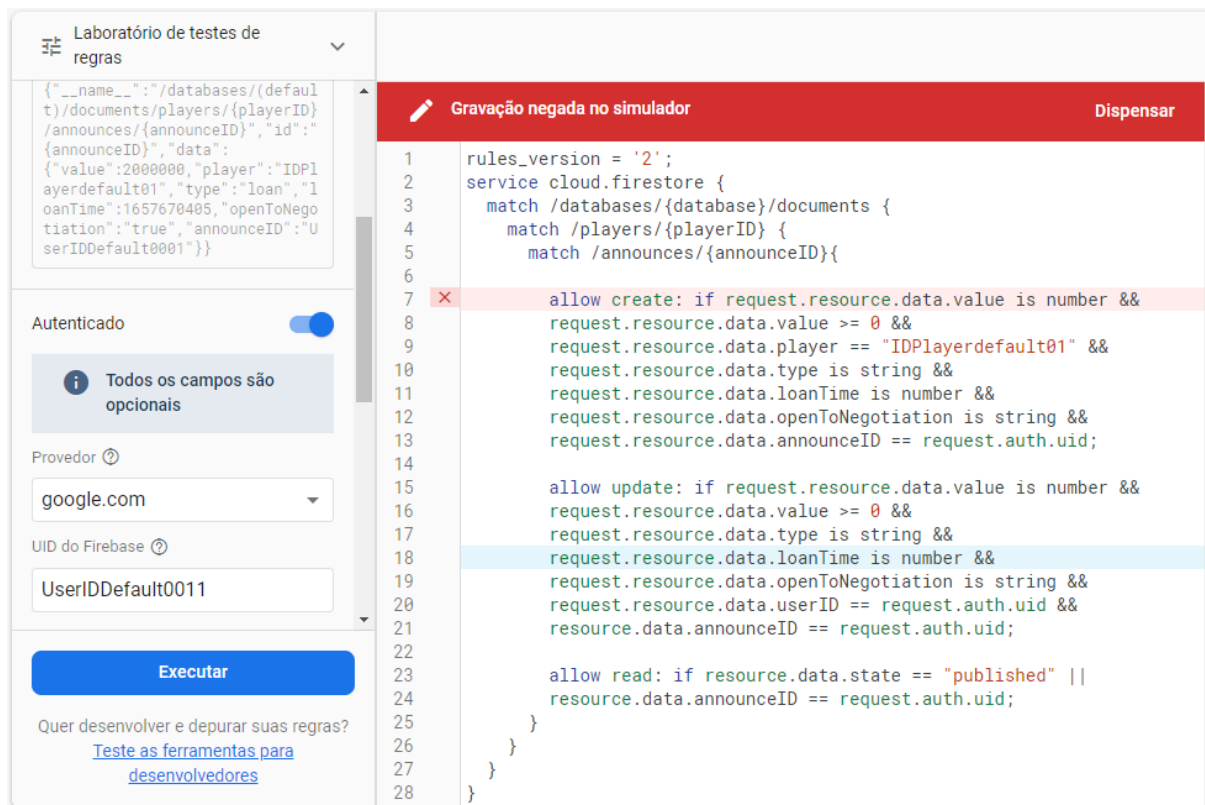 Laboratório de testes de
regras
{"__name__":"/databases/(defaul
t)/documents/players/{playerID}
/announces/{announceID}","id":"
{announceID}","data":
{"value":2000000,"player":"IDPl
ayerdefault01","type":"loan","l
oanTime":1657670405,"openToNego
tiation":"true","announceID":"U
serIDDefault0001"}}
Autenticado
Todos os campos são
opcionais
Provedor
google.com
UID do Firebase
UserIDDefault0011
Executar
Quer desenvolver e depurar suas regras?
Teste as ferramentas para
desenvolvedores
Gravação negada no simulador
Dispensar
1 rules_version = '2';
2 service cloud.firestore {
3 match /databases/{database}/documents {
4 match /players/{playerID} {
5 match /announces/{announceID}{
6
7 allow create: if request.resource.data.value is number &&
8 request.resource.data.value >= 0 &&
9 request.resource.data.player == "IDPlayerdefault01" &&
10 request.resource.data.type is string &&
11 request.resource.data.loanTime is number &&
12 request.resource.data.openToNegotiation is string &&
13 request.resource.data.announceID == request.auth.uid;
14
15 allow update: if request.resource.data.value is number &&
16 request.resource.data.value >= 0 &&
17 request.resource.data.type is string &&
18 request.resource.data.loanTime is number &&
19 request.resource.data.openToNegotiation is string &&
20 request.resource.data.userID == request.auth.uid &&
21 resource.data.announceID == request.auth.uid;
22
23 allow read: if resource.data.state == "published" ||
24 resource.data.announceID == request.auth.uid;
25 }
26 }
27 }
28 }